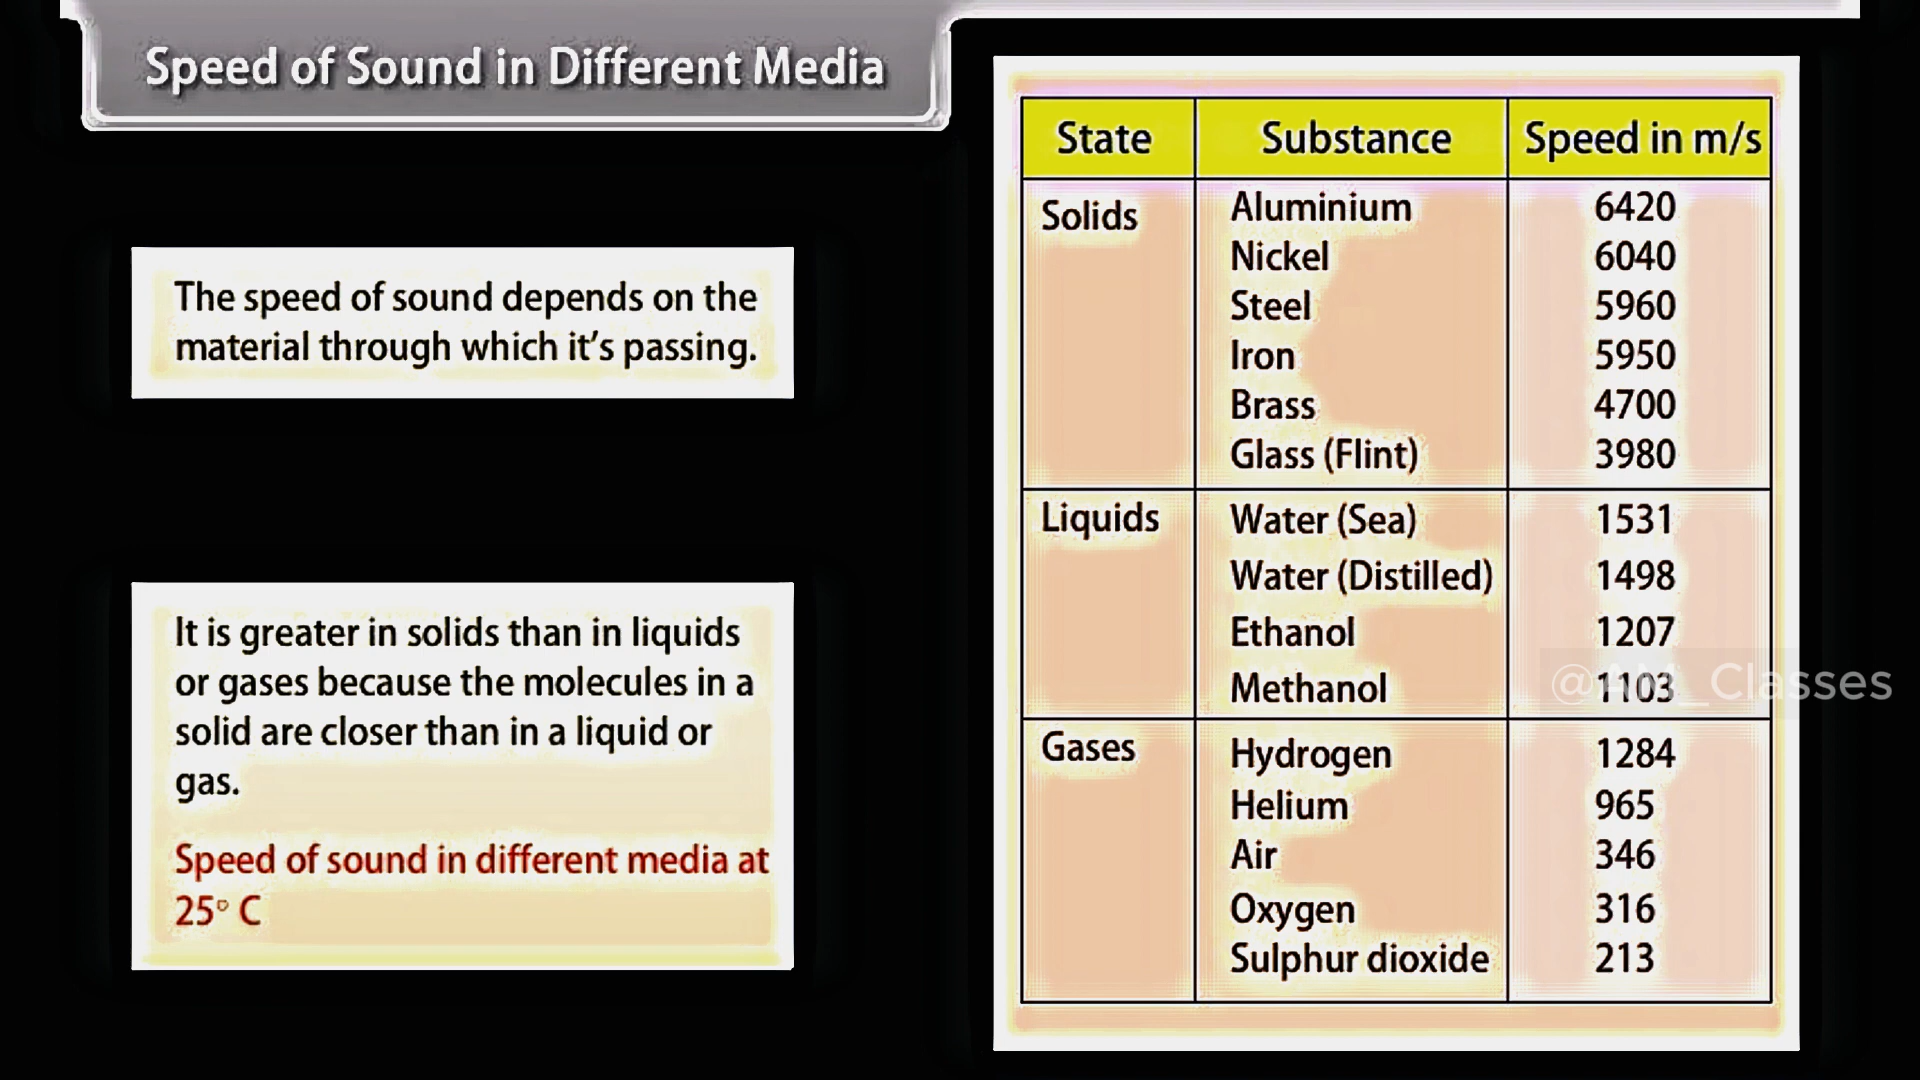 Speed of Sound in Different Media
The speed of sound depends on the
material through which it's passing.
It is greater in solids than in liquids
or gases because the molecules in a
solid are closer than in a liquid or
gas.
Speed of sound in different media at
25° C
State Substance Speed in m/s
Solids Aluminium 6420
Nickel 6040
Steel 5960
Iron 5950
Brass 4700
Glass (Flint) 3980
Liquids Water (Sea) 1531
Water (Distilled) 1498
Ethanol 1207
Methanol 1103
@AM_Classes
Gases Hydrogen 1284
Helium 965
Air 346
Oxygen 316
Sulphur dioxide 213